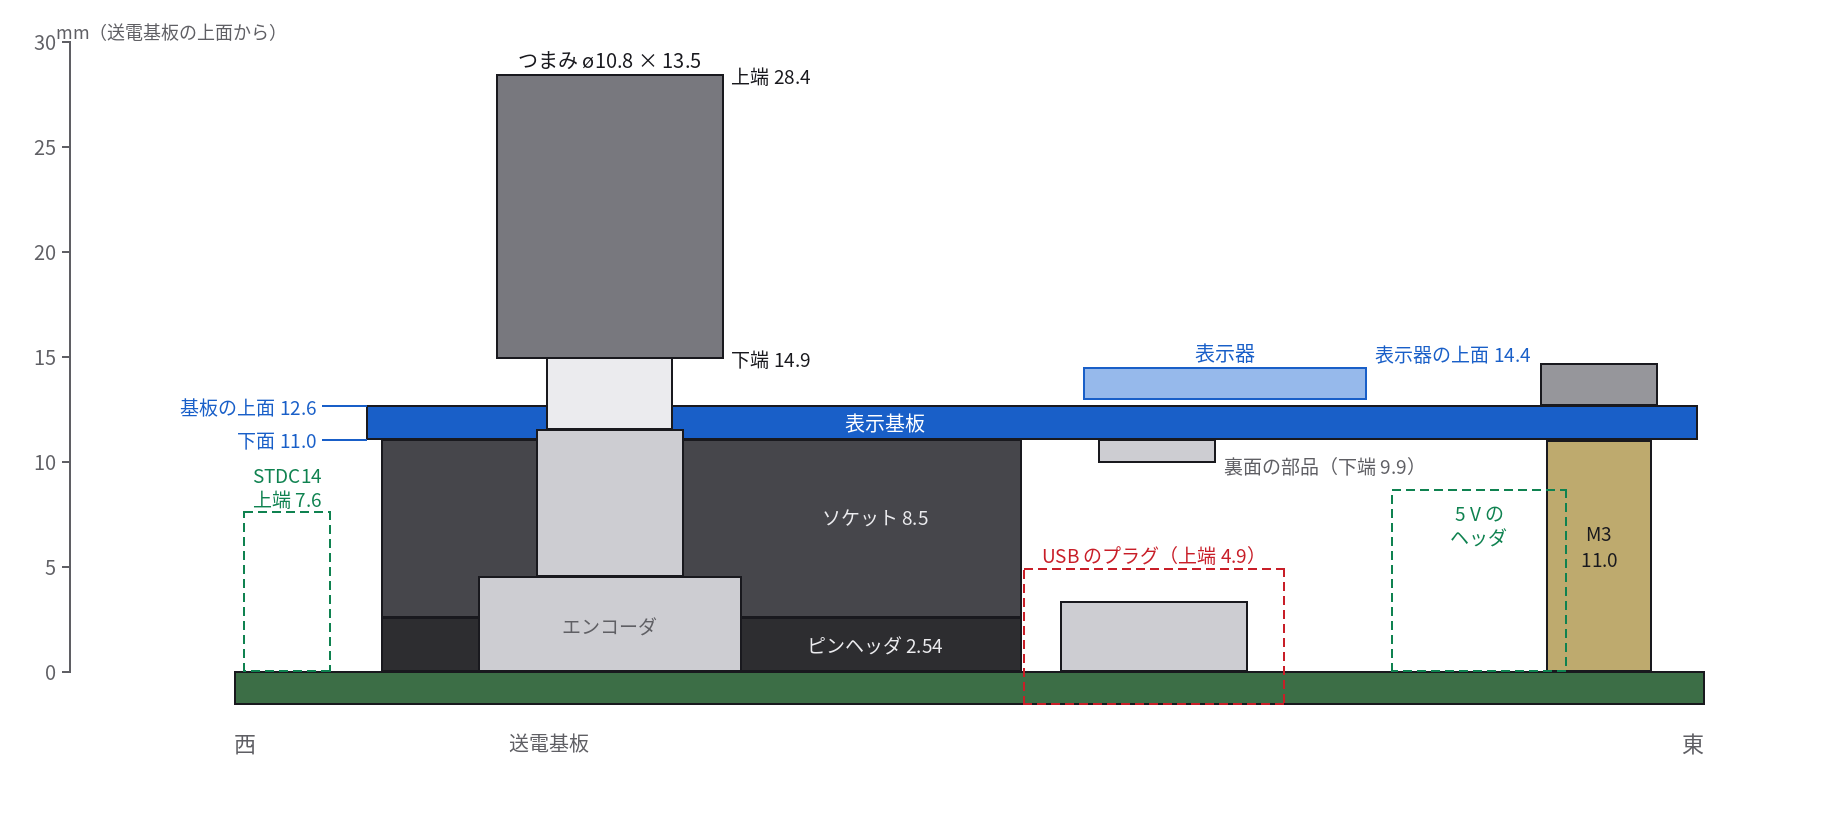 mm（送電基板の上面から）
30
25
20
15
10
5
0
つまみ ø10.8 × 13.5
上端 28.4
下端 14.9
表示器
表示器の上面 14.4
基板の上面 12.6
下面 11.0
表示基板
STDC14
上端 7.6
裏面の部品（下端 9.9）
ソケット 8.5
5 V の
ヘッダ
M3
11.0
USB のプラグ（上端 4.9）
エンコーダ
ピンヘッダ 2.54
西
送電基板
東